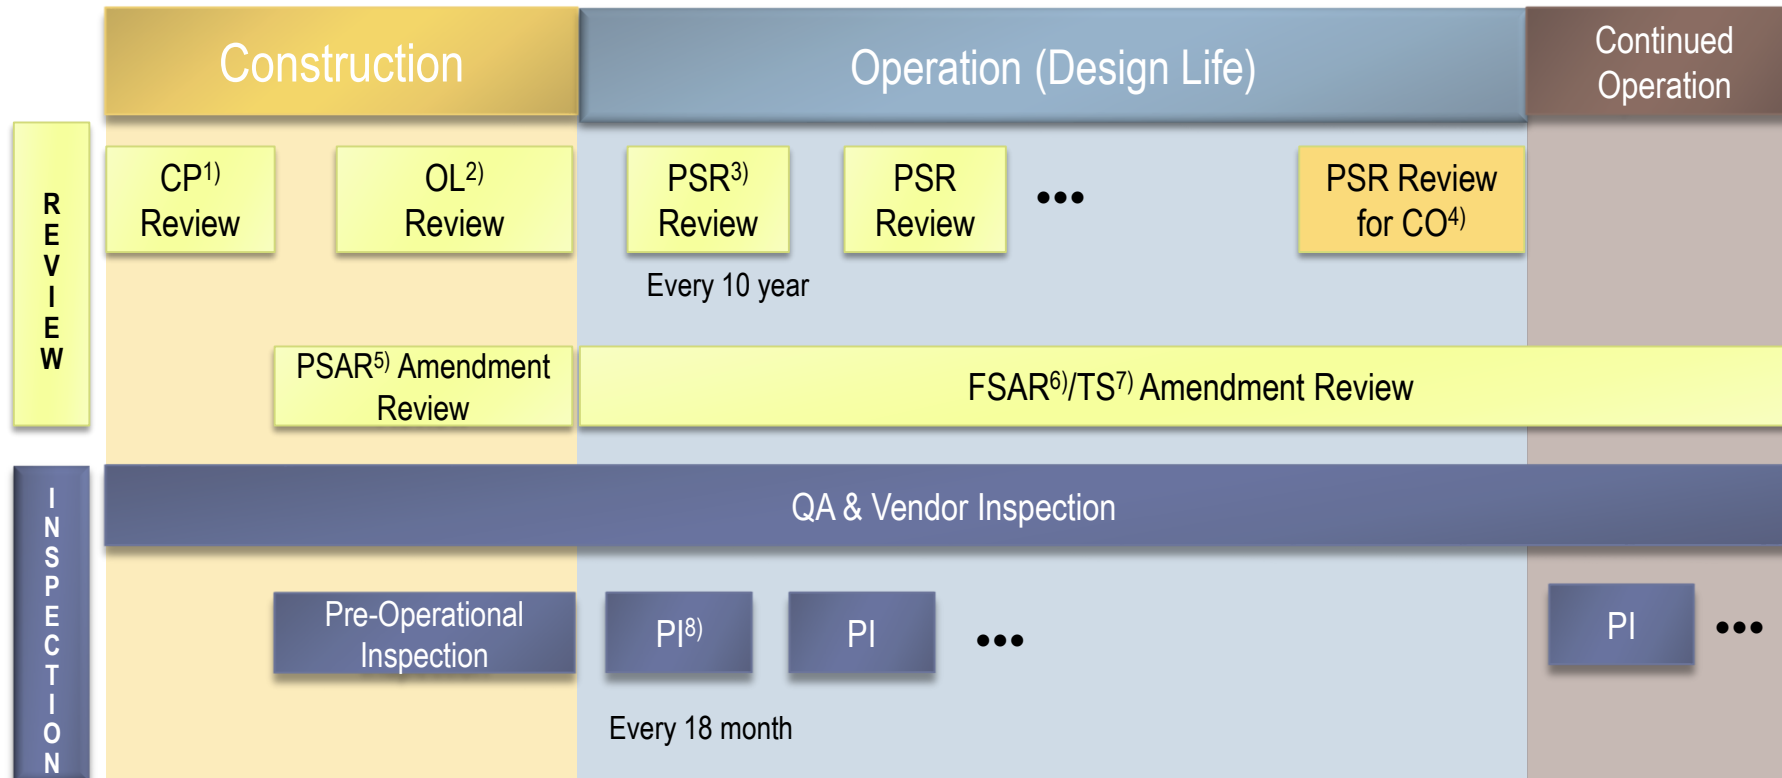 Construction
Operation (Design Life)
Continued
Operation
REVIEW
CP1)
Review
OL2)
Review
PSR3)
Review
PSR
Review
•••
PSR Review
for CO4)
Every 10 year
PSAR5) Amendment
Review
FSAR6)/TS7) Amendment Review
INSPECTION
QA & Vendor Inspection
Pre-Operational
Inspection
PI8)
PI
•••
PI
•••
Every 18 month